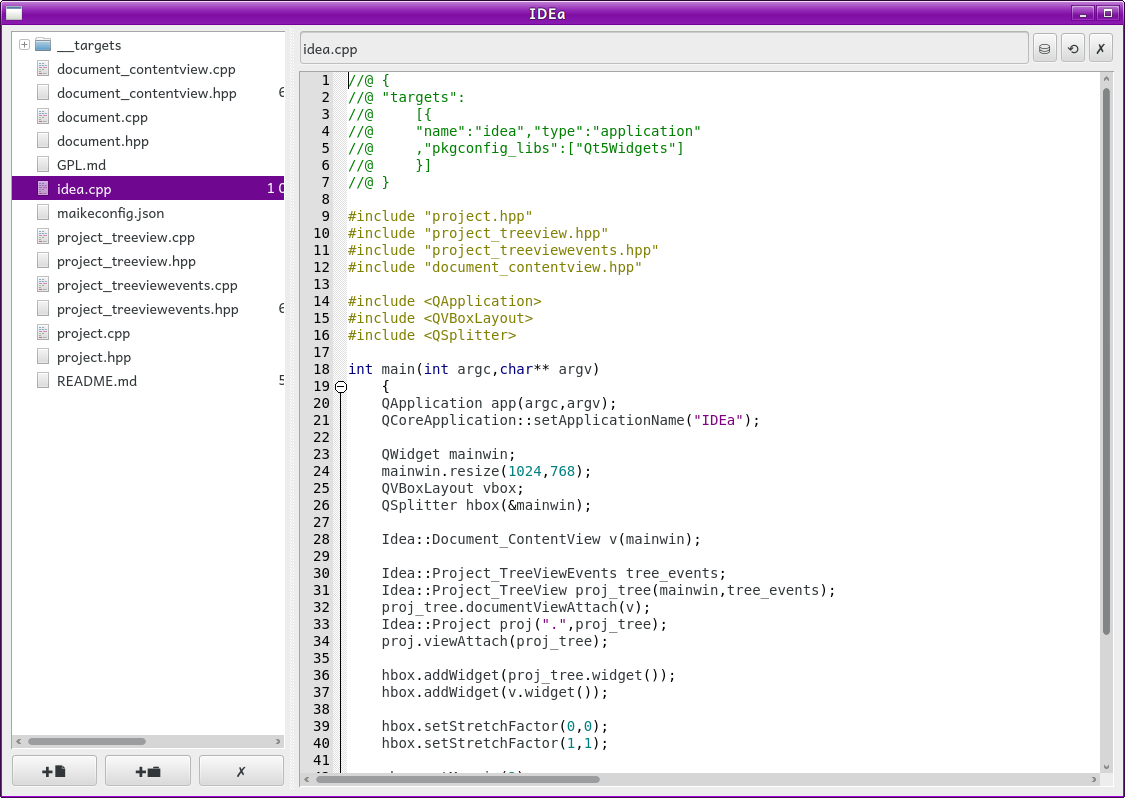 IDEa
__targets
document_contentview.cpp
document_contentview.hpp
document.cpp
document.hpp
GPL.md
idea.cpp 1 0
maikeconfig.json
project_treeview.cpp
project_treeview.hpp
project_treeviewevents.cpp
project_treeviewevents.hpp
project.cpp
project.hpp
README.md
idea.cpp
1 //@ {
2 //@ "targets":
3 //@     [{
4 //@     "name":"idea","type":"application"
5 //@     ,"pkgconfig_libs":["Qt5Widgets"]
6 //@     }]
7 //@ }
8
9 #include "project.hpp"
10 #include "project_treeview.hpp"
11 #include "project_treeviewevents.hpp"
12 #include "document_contentview.hpp"
13
14 #include <QApplication>
15 #include <QVBoxLayout>
16 #include <QSplitter>
17
18 int main(int argc,char** argv)
19     {
20     QApplication app(argc,argv);
21     QCoreApplication::setApplicationName("IDEa");
22
23     QWidget mainwin;
24     mainwin.resize(1024,768);
25     QVBoxLayout vbox;
26     QSplitter hbox(&mainwin);
27
28     Idea::Document_ContentView v(mainwin);
29
30     Idea::Project_TreeViewEvents tree_events;
31     Idea::Project_TreeView proj_tree(mainwin,tree_events);
32     proj_tree.documentViewAttach(v);
33     Idea::Project proj(".",proj_tree);
34     proj.viewAttach(proj_tree);
35
36     hbox.addWidget(proj_tree.widget());
37     hbox.addWidget(v.widget());
38
39     hbox.setStretchFactor(0,0);
40     hbox.setStretchFactor(1,1);
41